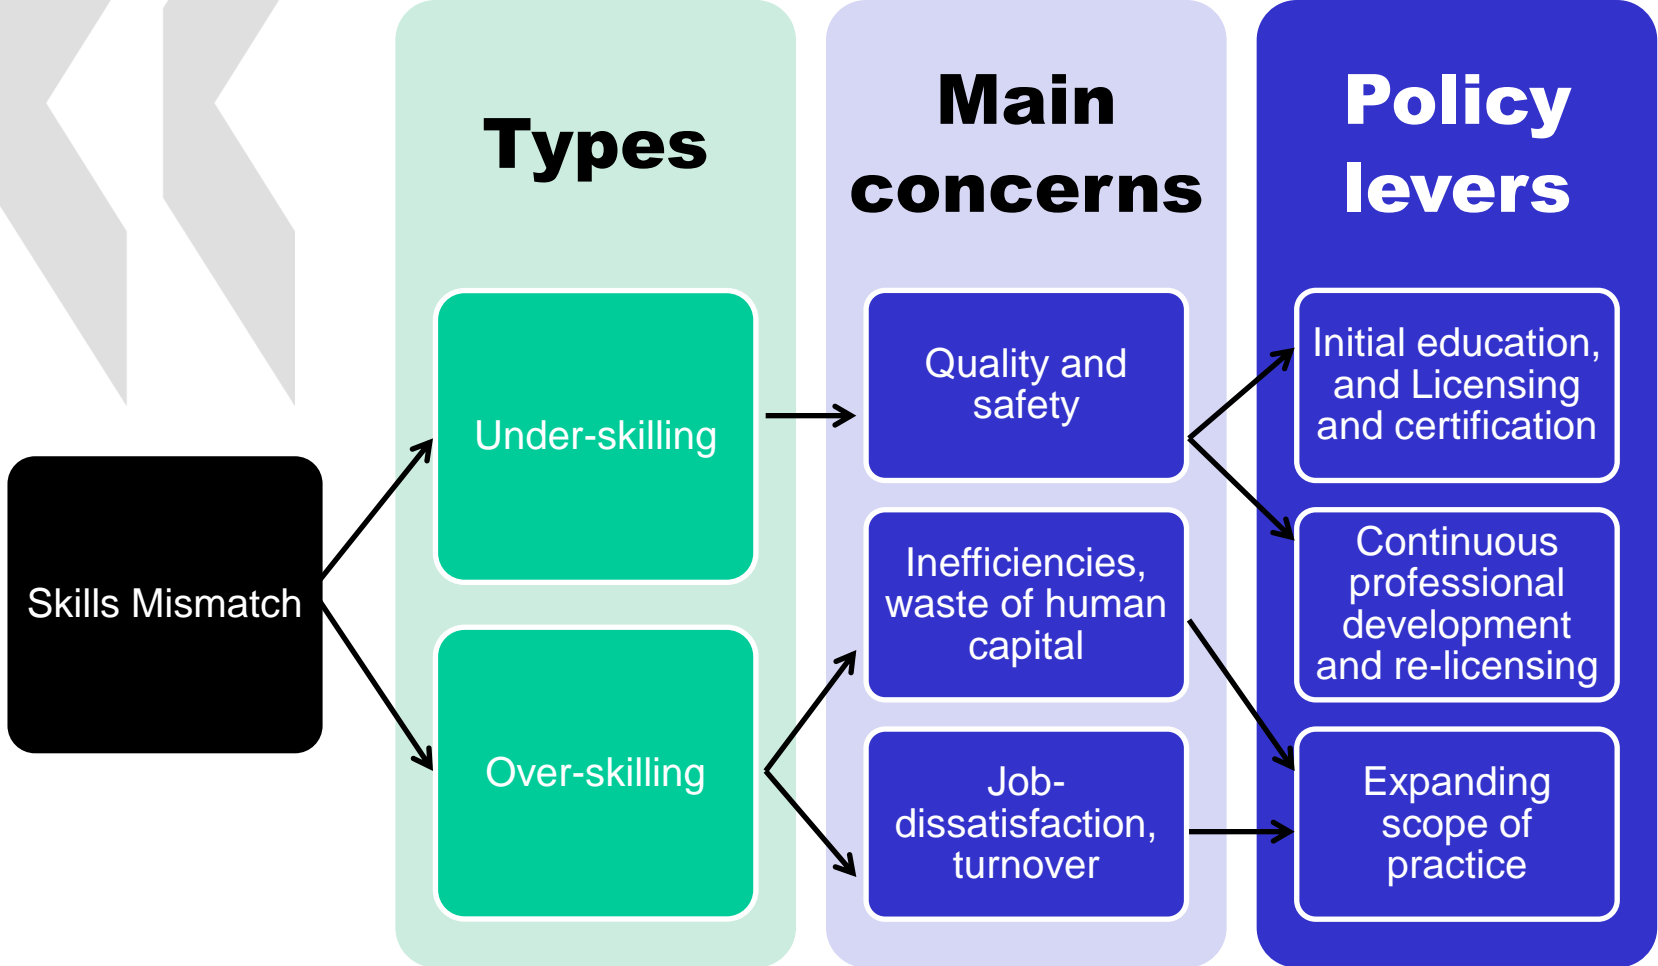 Types
Main
concerns
Policy
levers
Skills Mismatch
Under-skilling
Over-skilling
Quality and
safety
Inefficiencies,
waste of human
capital
Job-
dissatisfaction,
turnover
Initial education,
and Licensing
and certification
Continuous
professional
development
and re-licensing
Expanding
scope of
practice